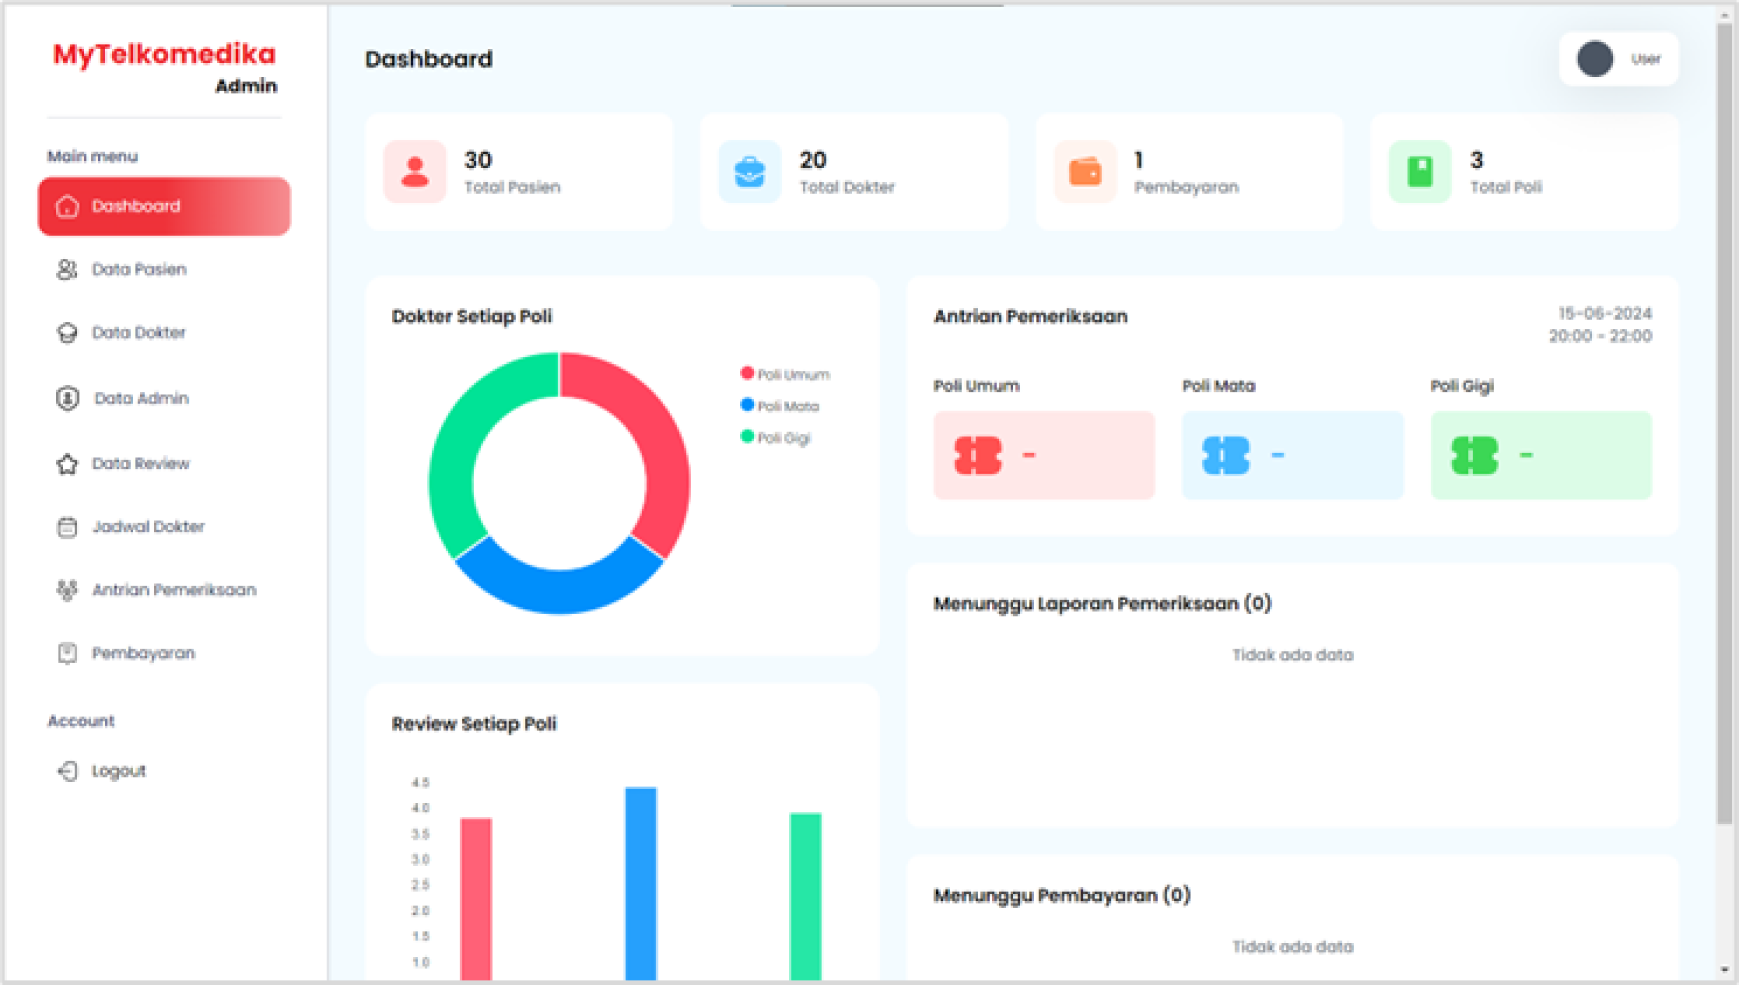 MyTelkomedika
Admin
Main menu
Dashboard
Data Pasien
Data Dokter
Data Admin
Data Review
Jadwal Dokter
Antrian Pemeriksaan
Pembayaran
Account
Logout
Dashboard
User
30
Total Pasien
20
Total Dokter
1
Pembayaran
3
Total Poli
Dokter Setiap Poli
Poli Umum
Poli Mata
Poli Gigi
Antrian Pemeriksaan
15-06-2024
20:00 - 22:00
Poli Umum
-
Poli Mata
-
Poli Gigi
-
Menunggu Laporan Pemeriksaan (0)
Tidak ada data
Review Setiap Poli
4.5
4.0
3.5
3.0
2.5
2.0
1.5
1.0
Menunggu Pembayaran (0)
Tidak ada data